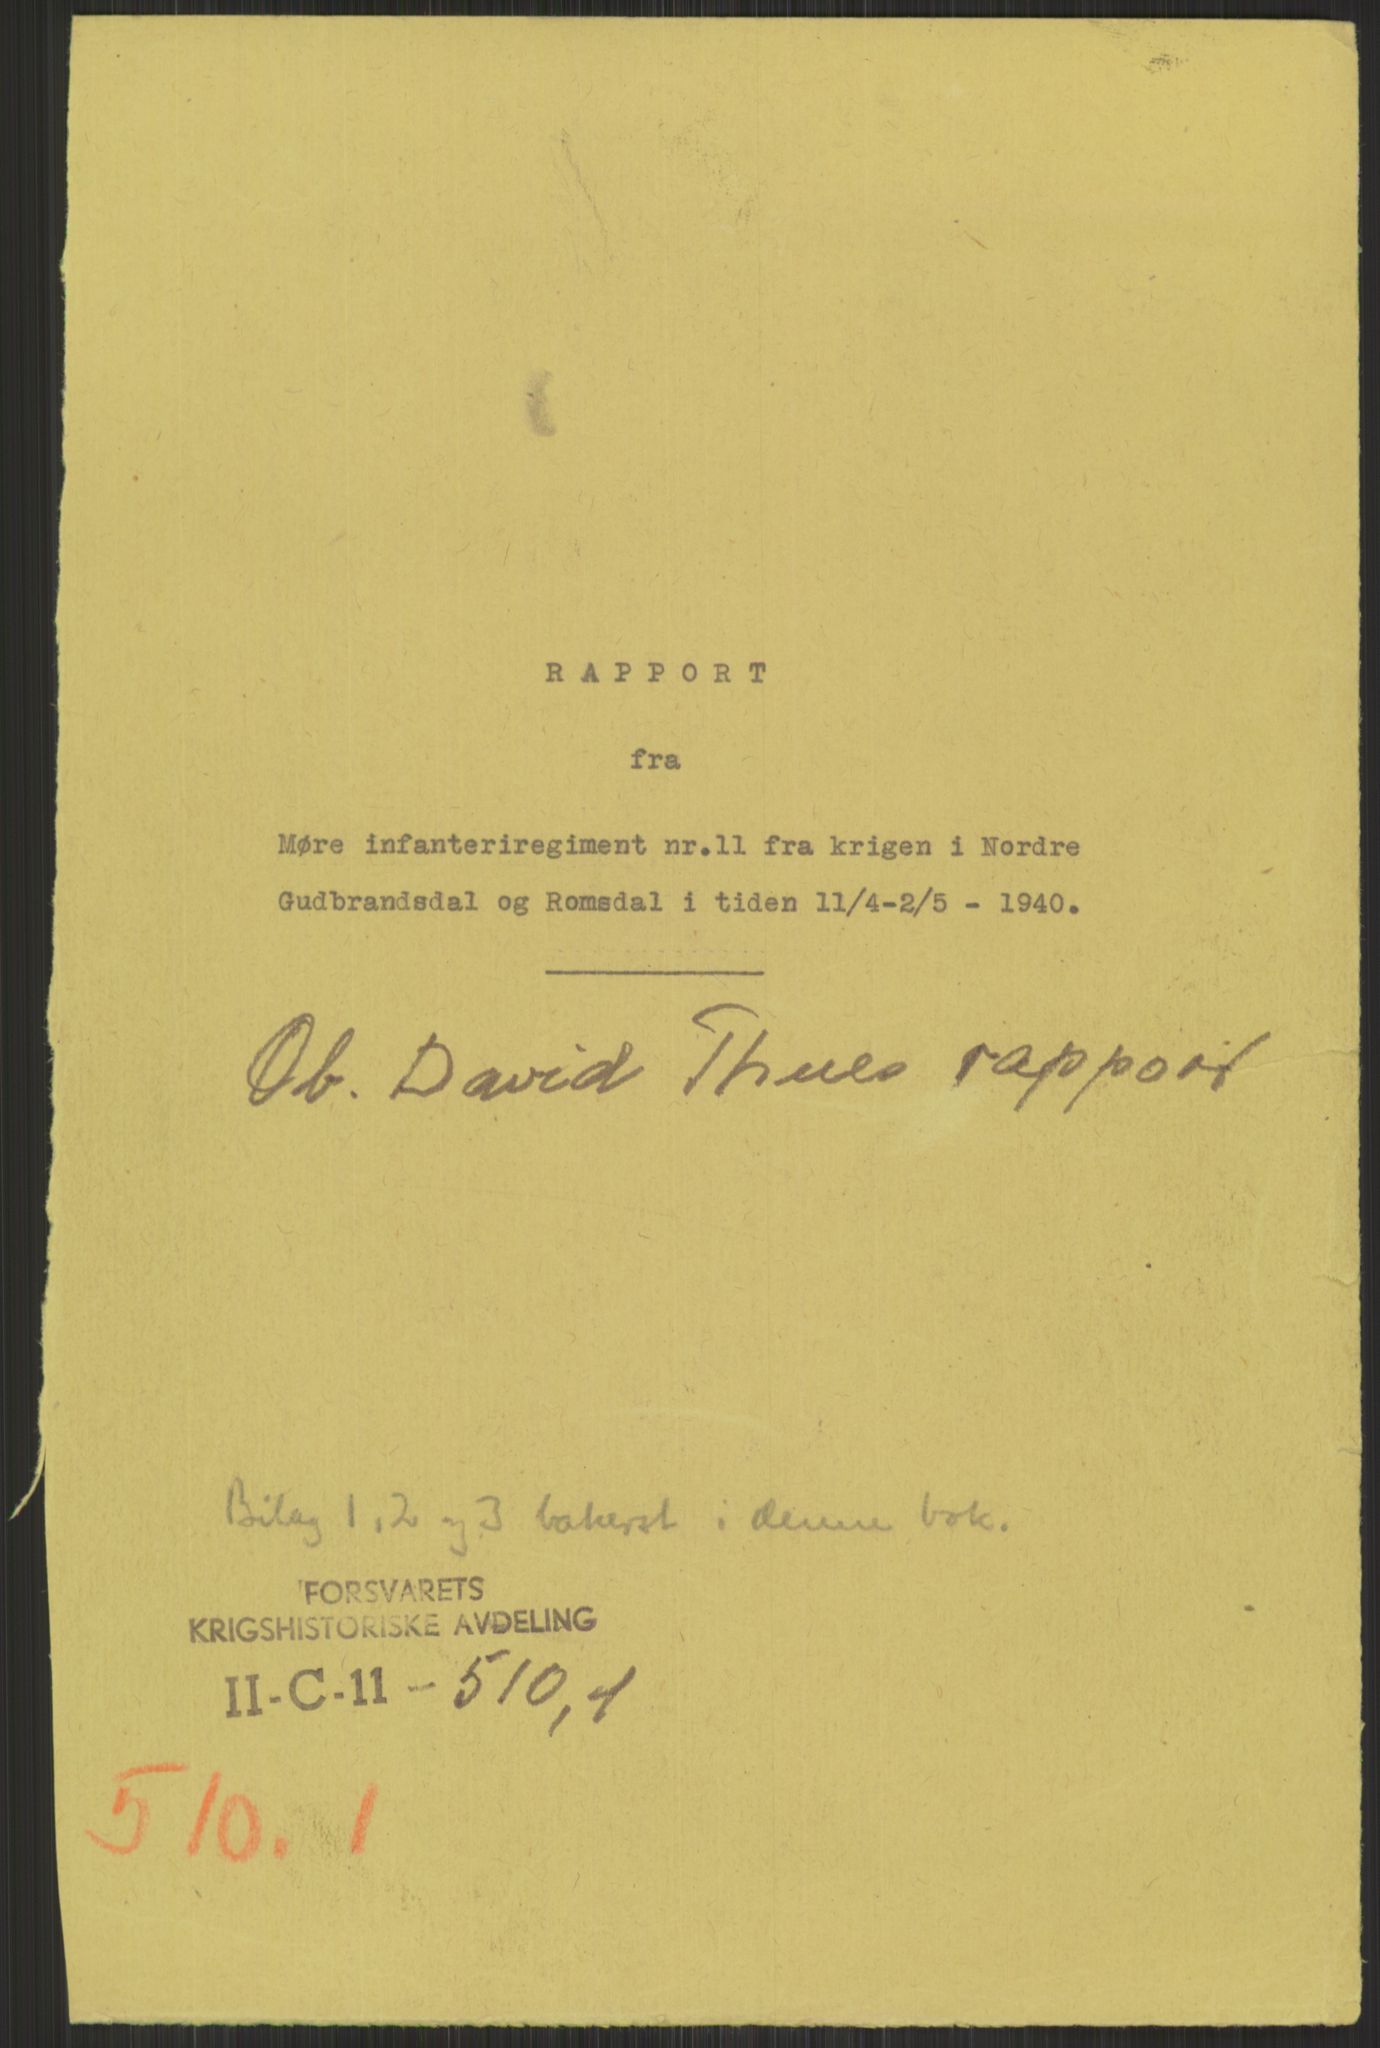 RAPPORT
fra
Møre infanteriregiment nr.11 fra krigen i Nordre
Gudbrandsdal og Romsdal i tiden 11/4-2/5 - 1940.
Ob. David Thues rapport
Bilag 1, 2 og 3 bakerst i denne bok.
FORSVARETS
KRIGSHISTORISKE AVDELING
II-C-11 - 510,1
510. 1